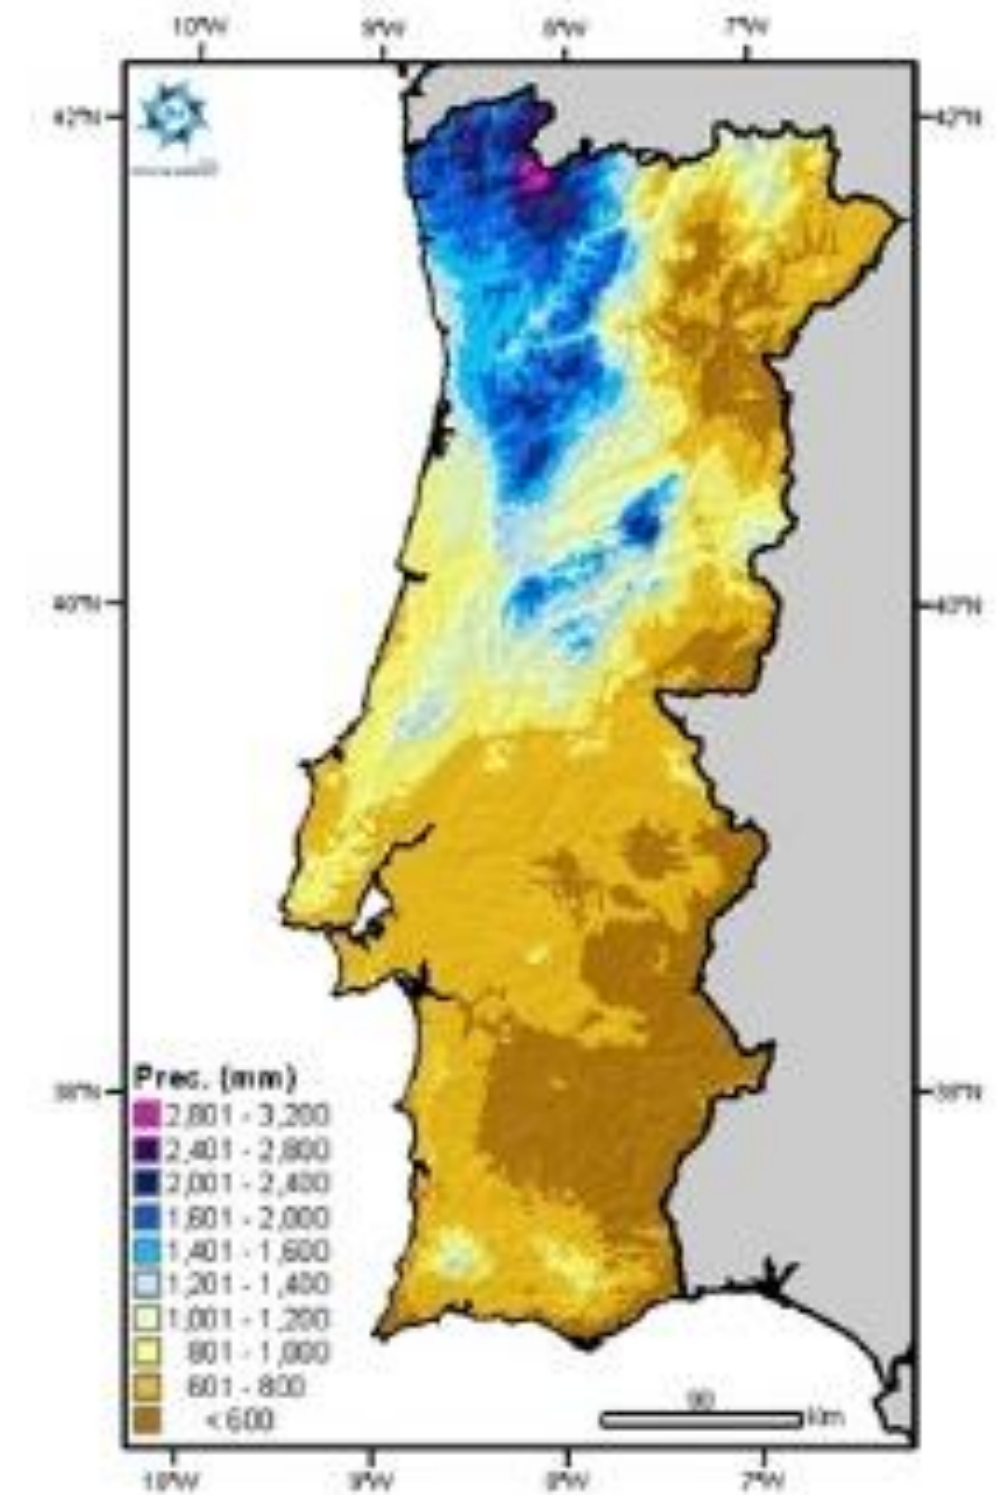 10°W 9°W 8°W 7°W
42°N 42°N
40°N 40°N
38°N 38°N
Prec. (mm)
2,801 - 3,200
2,401 - 2,800
2,001 - 2,400
1,601 - 2,000
1,401 - 1,600
1,201 - 1,400
1,001 - 1,200
801 - 1,000
601 - 800
< 600
Km
10°W 9°W 8°W 7°W